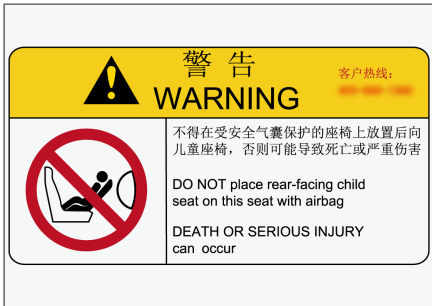 警告
客户热线：
WARNING
不得在受安全气囊保护的座椅上放置后向
儿童座椅，否则可能导致死亡或严重伤害
DO NOT place rear-facing child
seat on this seat with airbag
DEATH OR SERIOUS INJURY
can occur